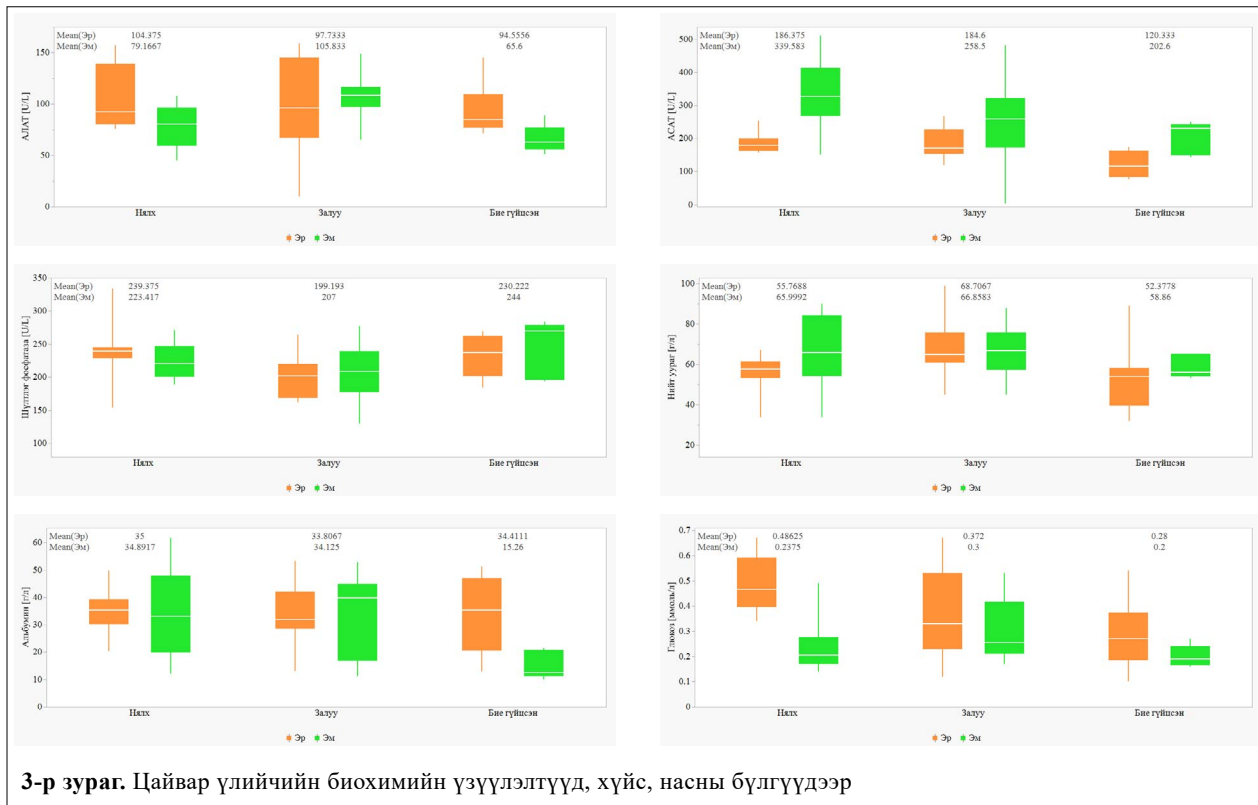 Mean(Эр) 104.375 97.7333 94.5556
Mean(Эм) 79.1667 105.833 65.6
АЛАТ [U/L]
150
100
50
0
Нялх Залуу Бие гүйцсэн
Эр Эм
Mean(Эр) 186.375 184.6 120.333
Mean(Эм) 339.583 258.5 202.6
АСАТ [U/L]
500
400
300
200
100
0
Нялх Залуу Бие гүйцсэн
Эр Эм
Mean(Эр) 239.375 199.193 230.222
Mean(Эм) 223.417 207 244
Шүлтлэг фосфатаза [U/L]
350
300
250
200
150
100
Нялх Залуу Бие гүйцсэн
Эр Эм
Mean(Эр) 55.7688 68.7067 52.3778
Mean(Эм) 65.9992 66.8583 58.86
Нийт уураг [г/л]
100
80
60
40
20
Нялх Залуу Бие гүйцсэн
Эр Эм
Mean(Эр) 35 33.8067 34.4111
Mean(Эм) 34.8917 34.125 15.26
Альбумин [г/л]
60
50
40
30
20
10
0
Нялх Залуу Бие гүйцсэн
Эр Эм
Mean(Эр) 0.48625 0.372 0.28
Mean(Эм) 0.2375 0.3 0.2
Глюкоз [ммоль/л]
0.7
0.6
0.5
0.4
0.3
0.2
0.1
0
Нялх Залуу Бие гүйцсэн
Эр Эм
3-р зураг. Цайвар үлийчийн биохимийн үзүүлэлтүүд, хүйс, насны бүлгүүдээр